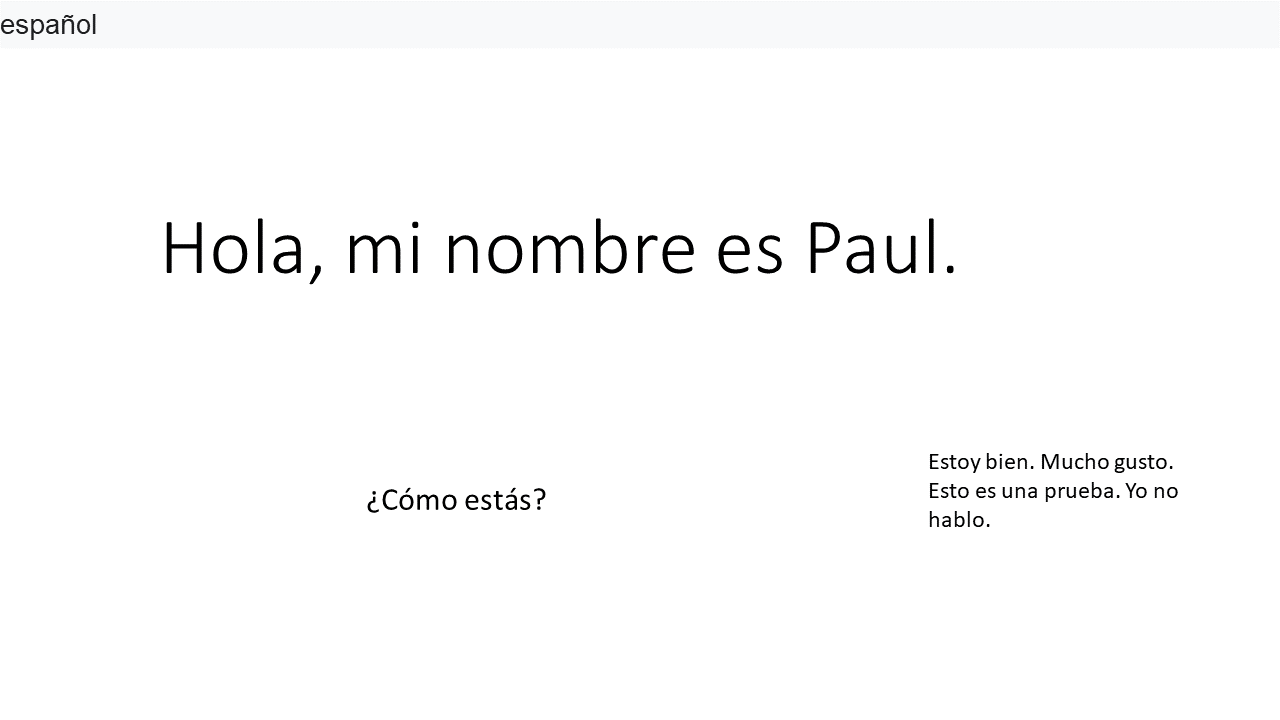 español
Hola, mi nombre es Paul.
¿Cómo estás?
Estoy bien. Mucho gusto.
Esto es una prueba. Yo no
hablo.